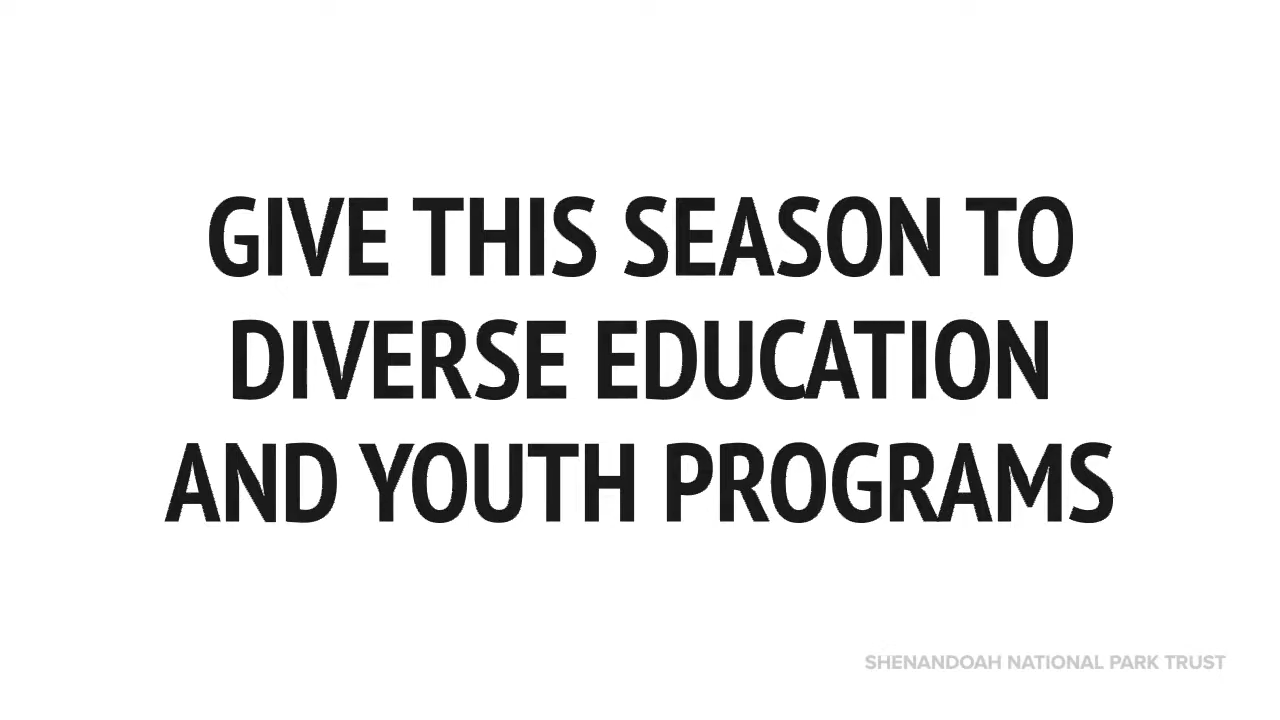 GIVE THIS SEASON TO
DIVERSE EDUCATION
AND YOUTH PROGRAMS
SHENANDOAH NATIONAL PARK TRUST